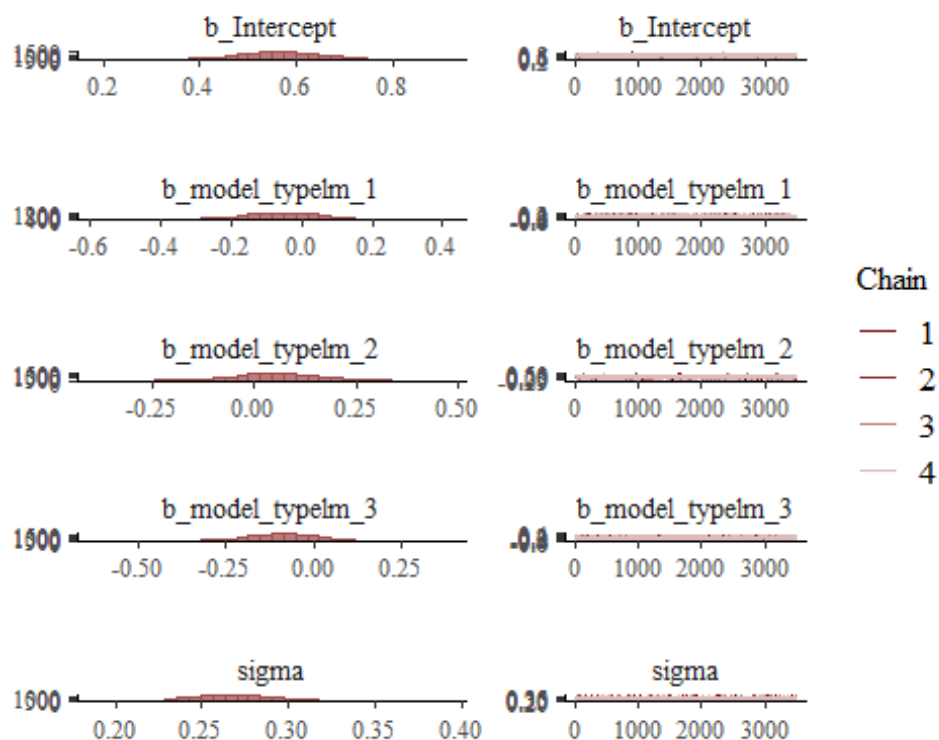 b_Intercept b_Intercept
0.2 0.4 0.6 0.8 0 1000 2000 3000
b_model_typelm_1 b_model_typelm_1
-0.6 -0.4 -0.2 0.0 0.2 0.4 0 1000 2000 3000
b_model_typelm_2 b_model_typelm_2
-0.25 0.00 0.25 0.50 0 1000 2000 3000
b_model_typelm_3 b_model_typelm_3
-0.50 -0.25 0.00 0.25 0 1000 2000 3000
sigma sigma
0.20 0.25 0.30 0.35 0.40 0 1000 2000 3000
Chain
1
2
3
4